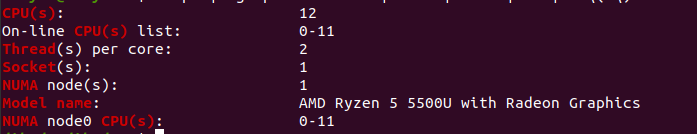 CPU(s): 12
On-line CPU(s) list: 0-11
Thread(s) per core: 2
Socket(s): 1
NUMA node(s): 1
Model name: AMD Ryzen 5 5500U with Radeon Graphics
NUMA node0 CPU(s): 0-11